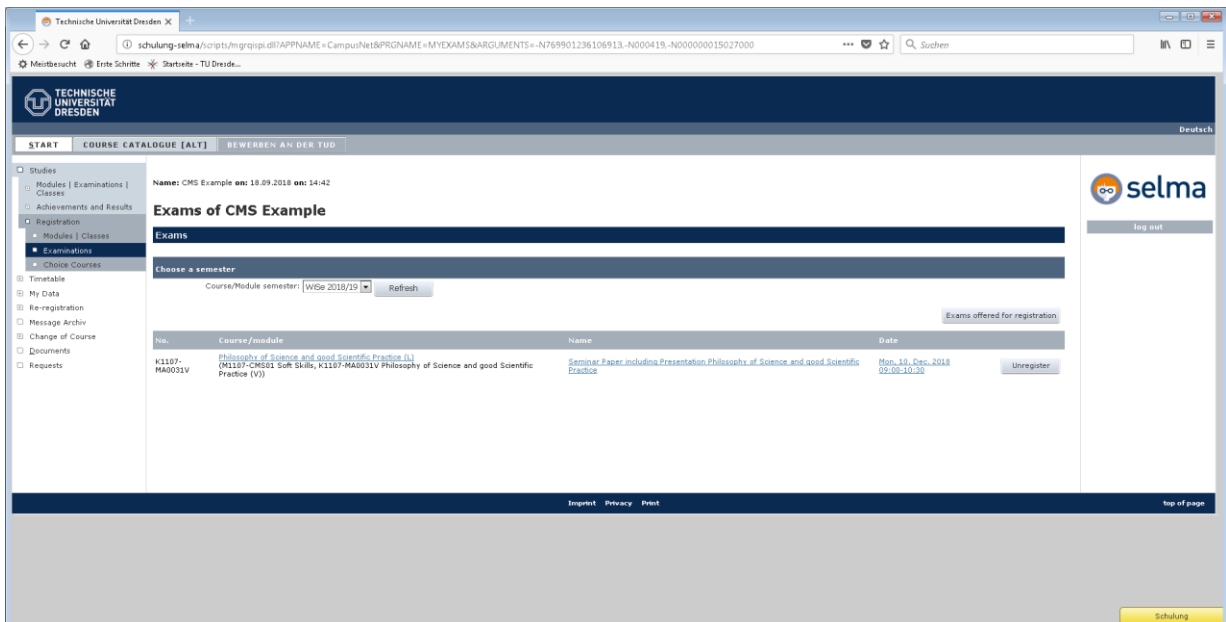 Technische Universität Dresden
schulung-selma/scripts/mgrqispi.dll?APPNAME=CampusNet&PRGNAME=MYEXAMS&ARGUMENTS=-N769901236106913,-N000419,-N000000015027000
Suchen
Meistbesucht Erste Schritte Startseite - TU Dresde...
TECHNISCHE
UNIVERSITÄT
DRESDEN
Deutsch
START COURSE CATALOGUE [ALT] BEWERBEN AN DER TUD
Studies
Modules | Examinations |
Classes
Achievements and Results
Registration
Modules | Classes
Examinations
Choice Courses
Timetable
My Data
Re-registration
Message Archiv
Change of Course
Documents
Requests
Name: CMS Example on: 18.09.2018 on: 14:42
Exams of CMS Example
Exams
Choose a semester
Course/Module semester: WiSe 2018/19 Refresh
Exams offered for registration
No. Course/module Name Date
K1107-
MA0031V
Philosophy of Science and good Scientific Practice (L)
(M1107-CMS01 Soft Skills, K1107-MA0031V Philosophy of Science and good Scientific
Practice (V))
Seminar Paper including Presentation Philosophy of Science and good Scientific
Practice
Mon, 10. Dec. 2018
09:00-10:30
Unregister
selma
log out
Imprint Privacy Print top of page
Schulung